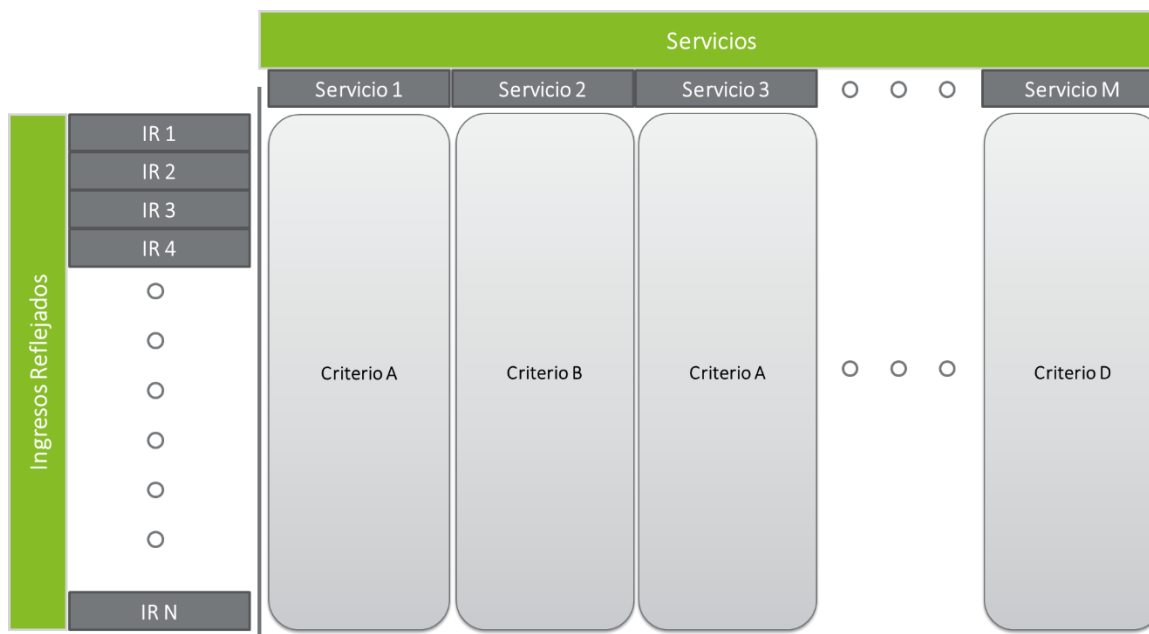 Servicios
Servicio 1
Servicio 2
Servicio 3
Servicio M
Ingresos Reflejados
IR 1
IR 2
IR 3
IR 4
IR N
Criterio A
Criterio B
Criterio A
Criterio D